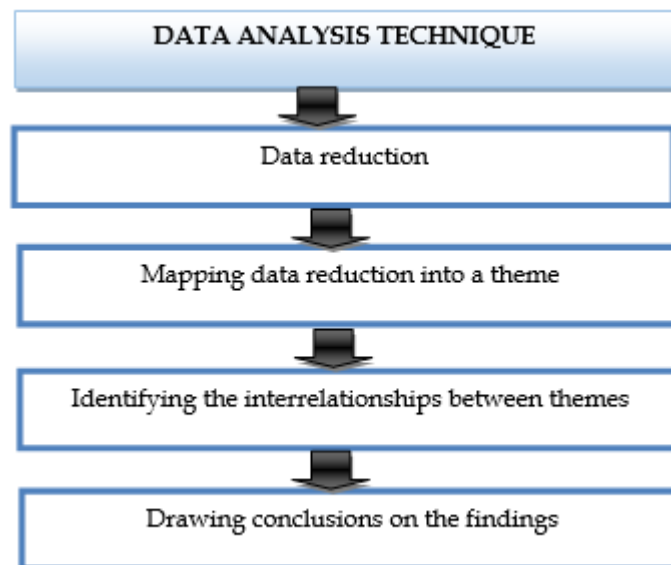 DATA ANALYSIS TECHNIQUE
Data reduction
Mapping data reduction into a theme
Identifying the interrelationships between themes
Drawing conclusions on the findings